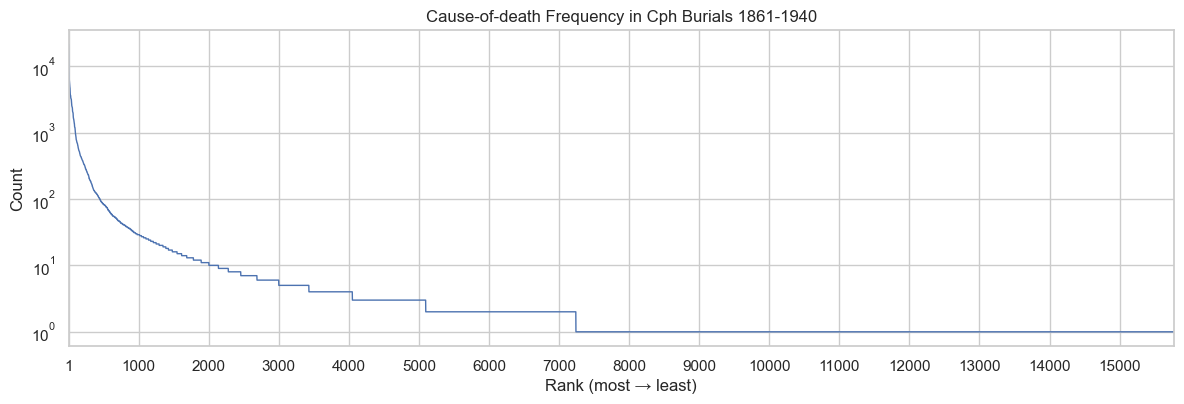 Cause-of-death Frequency in Cph Burials 1861-1940
Count
10^4
10^3
10^2
10^1
10^0
1 1000 2000 3000 4000 5000 6000 7000 8000 9000 10000 11000 12000 13000 14000 15000
Rank (most → least)